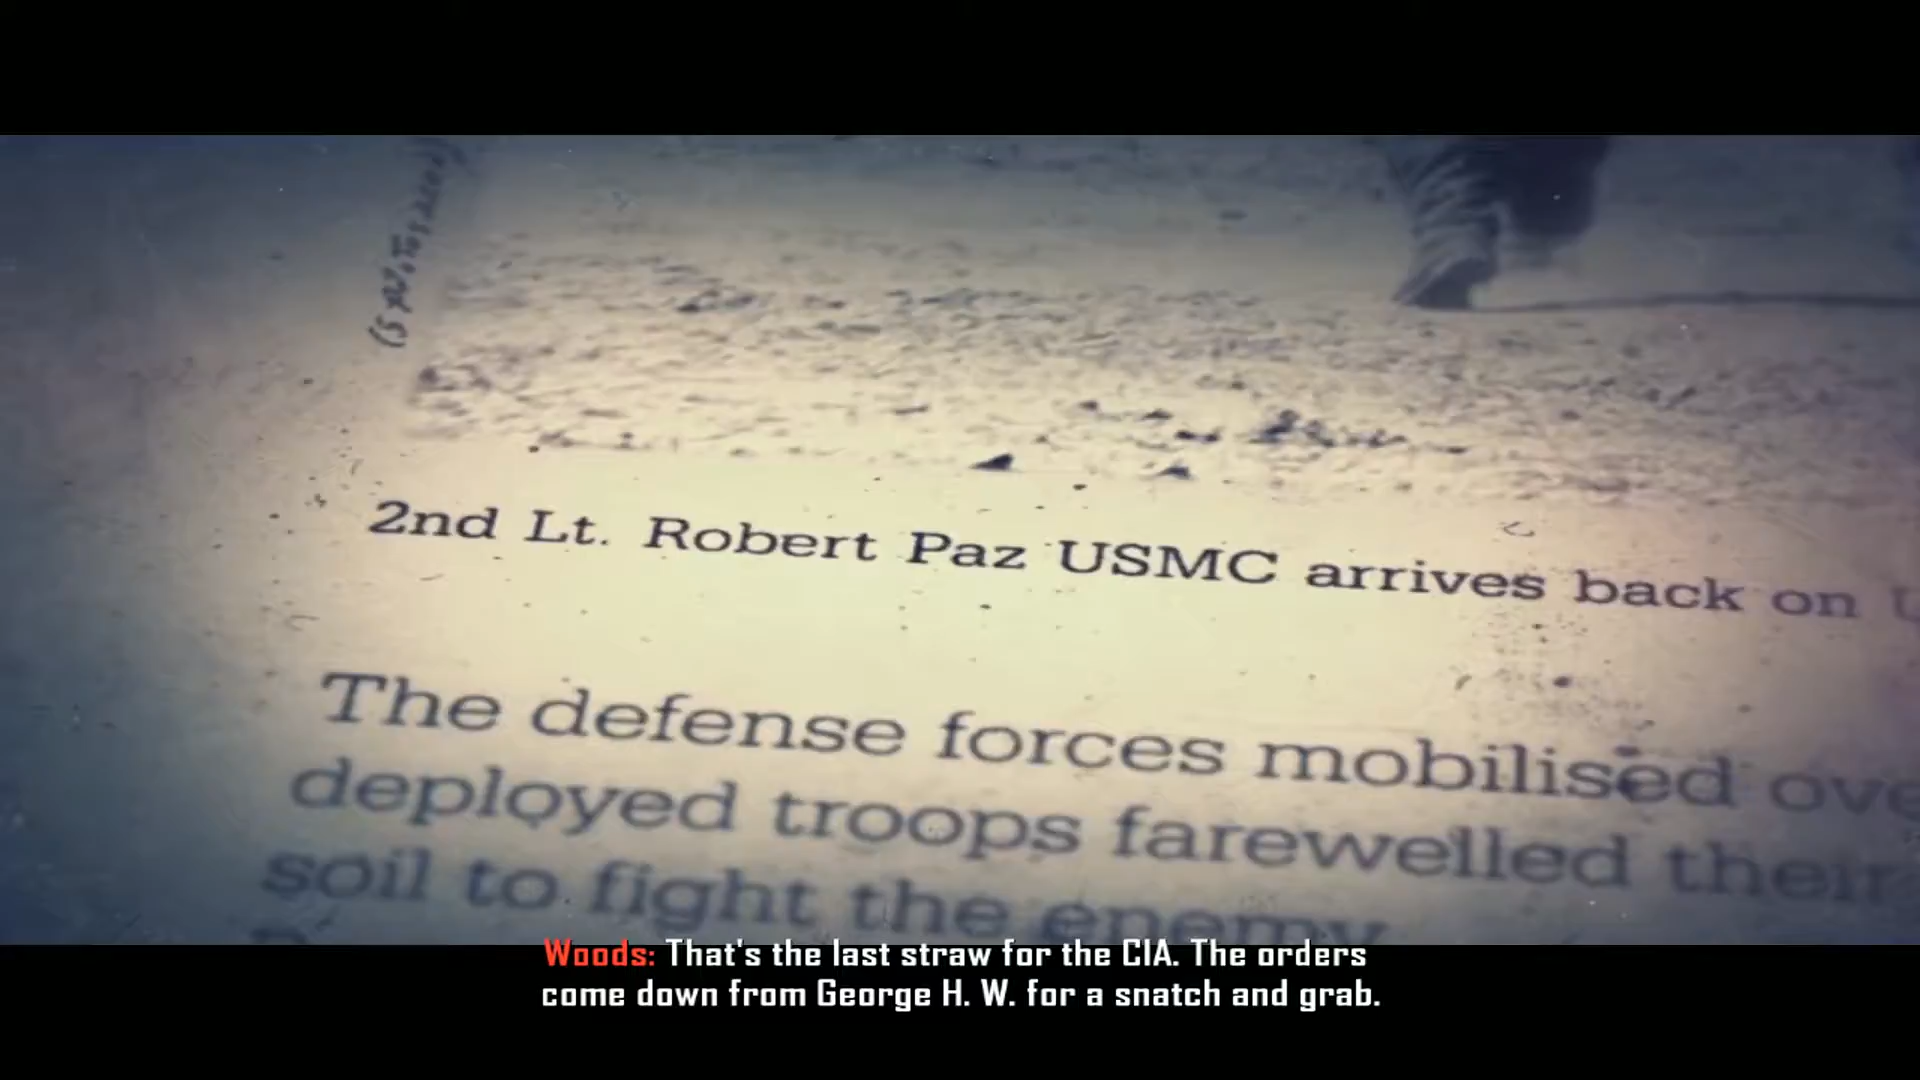 2nd Lt. Robert Paz USMC arrives back on
The defense forces mobilised
deployed troops farewelled their
soil to fight the enemy
Woods: That's the last straw for the CIA. The orders
come down from George H. W. for a snatch and grab.